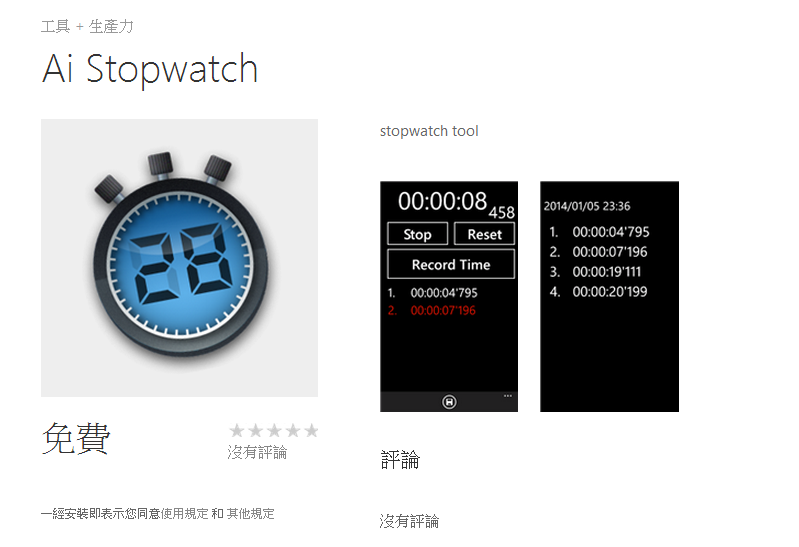 工具 + 生產力
Ai Stopwatch
stopwatch tool
00:00:08 458
Stop Reset
Record Time
1. 00:00:04'795
2. 00:00:07'196
2014/01/05 23:36
1. 00:00:04'795
2. 00:00:07'196
3. 00:00:19'111
4. 00:00:20'199
免費
沒有評論
一經安裝即表示您同意使用規定 和 其他規定
評論
沒有評論